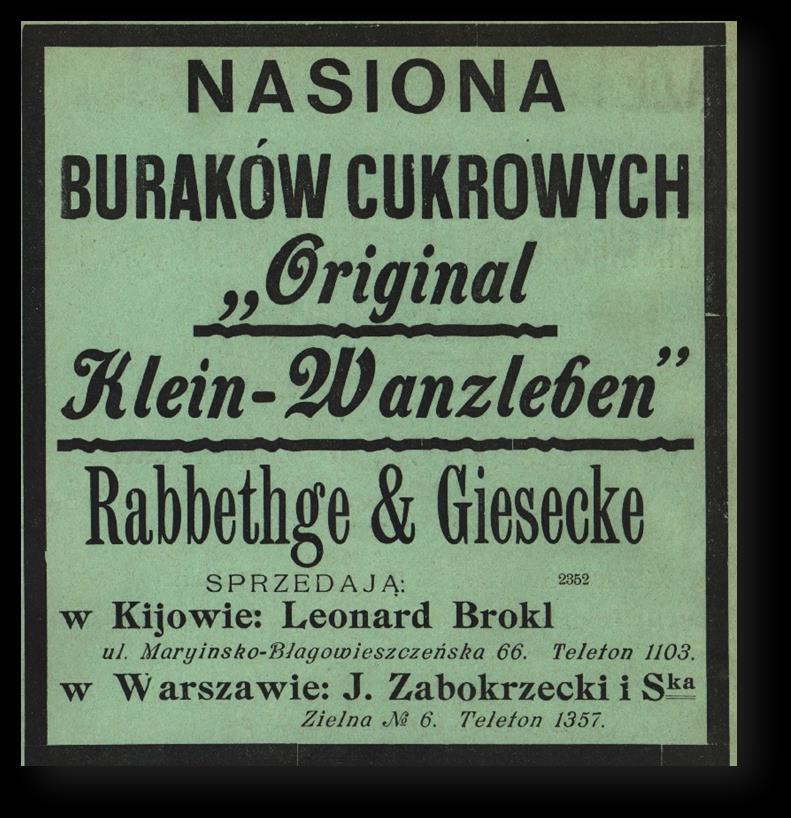 NASIONA
BURAKÓW CUKROWYCH
„Original
Klein-Wanzleben”
Rabbethge & Giesecke
SPRZEDAJĄ: 2352
w Kijowie: Leonard Brokl
ul. Maryinsko-Błagowieszczeńska 66. Telefon 1103.
w Warszawie: J. Zabokrzecki i Ska
Zielna № 6. Telefon 1357.